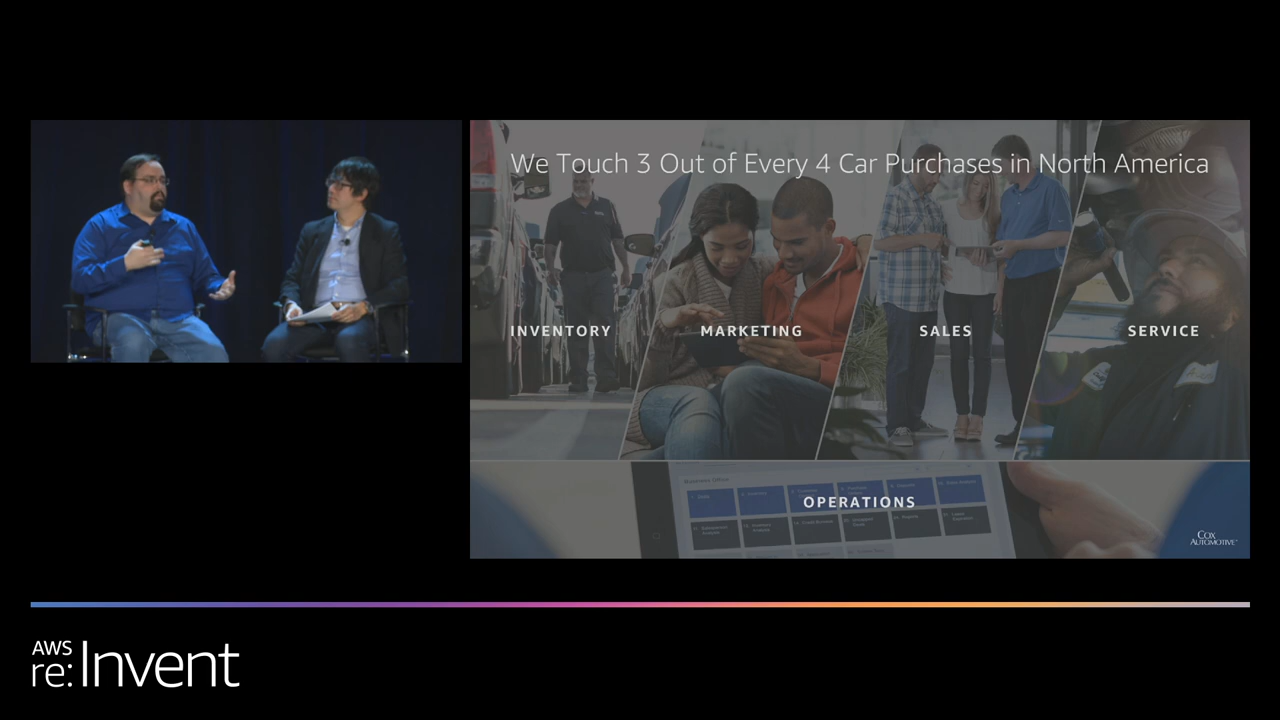 We Touch 3 Out of Every 4 Car Purchases in North America
INVENTORY
MARKETING
SALES
SERVICE
OPERATIONS
COX
AUTOMOTIVE
AWS
re:Invent